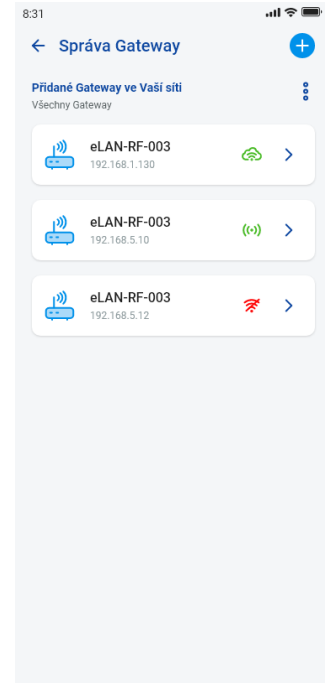 8:31
Správa Gateway
Přidané Gateway ve Vaší síti
Všechny Gateway
eLAN-RF-003
192.168.1.130
eLAN-RF-003
192.168.5.10
eLAN-RF-003
192.168.5.12